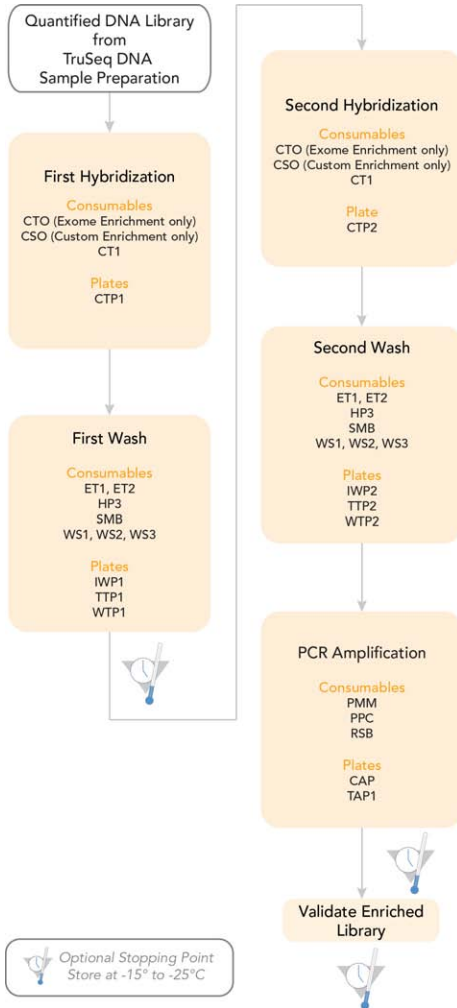 Quantified DNA Library
from
TruSeq DNA
Sample Preparation
First Hybridization
Consumables
CTO (Exome Enrichment only)
CSO (Custom Enrichment only)
CT1
Plates
CTP1
First Wash
Consumables
ET1, ET2
HP3
SMB
WS1, WS2, WS3
Plates
IWP1
TTP1
WTP1
Second Hybridization
Consumables
CTO (Exome Enrichment only)
CSO (Custom Enrichment only)
CT1
Plate
CTP2
Second Wash
Consumables
ET1, ET2
HP3
SMB
WS1, WS2, WS3
Plates
IWP2
TTP2
WTP2
PCR Amplification
Consumables
PMM
PPC
RSB
Plates
CAP
TAP1
Validate Enriched
Library
Optional Stopping Point
Store at -15° to -25°C